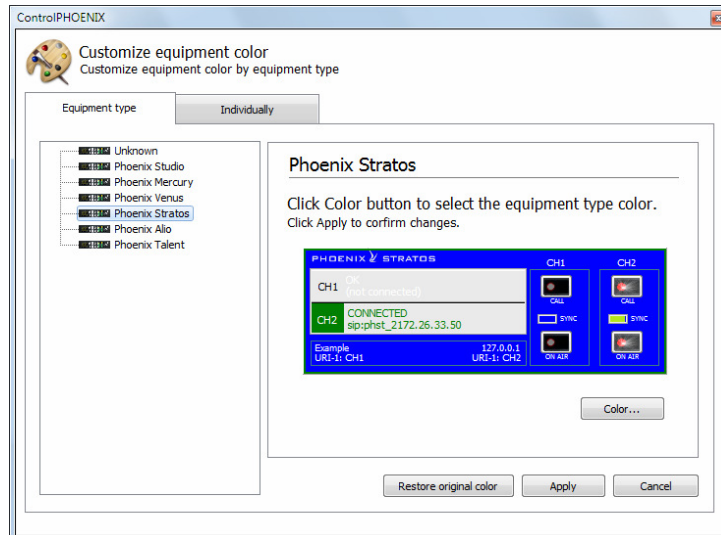 ControlPHOENIX
Customize equipment color
Customize equipment color by equipment type
Equipment type
Individually
Unknown
Phoenix Studio
Phoenix Mercury
Phoenix Venus
Phoenix Stratos
Phoenix Alio
Phoenix Talent
Phoenix Stratos
Click Color button to select the equipment type color.
Click Apply to confirm changes.
PHOENIX STRATOS
CH1
CH2
CH1
OK
(not connected)
CH2
CONNECTED
sip:phst_2172.26.33.50
CALL
CALL
SYNC
SYNC
ON AIR
ON AIR
Example
127.0.0.1
URI-1: CH1
URI-1: CH2
Color...
Restore original color
Apply
Cancel